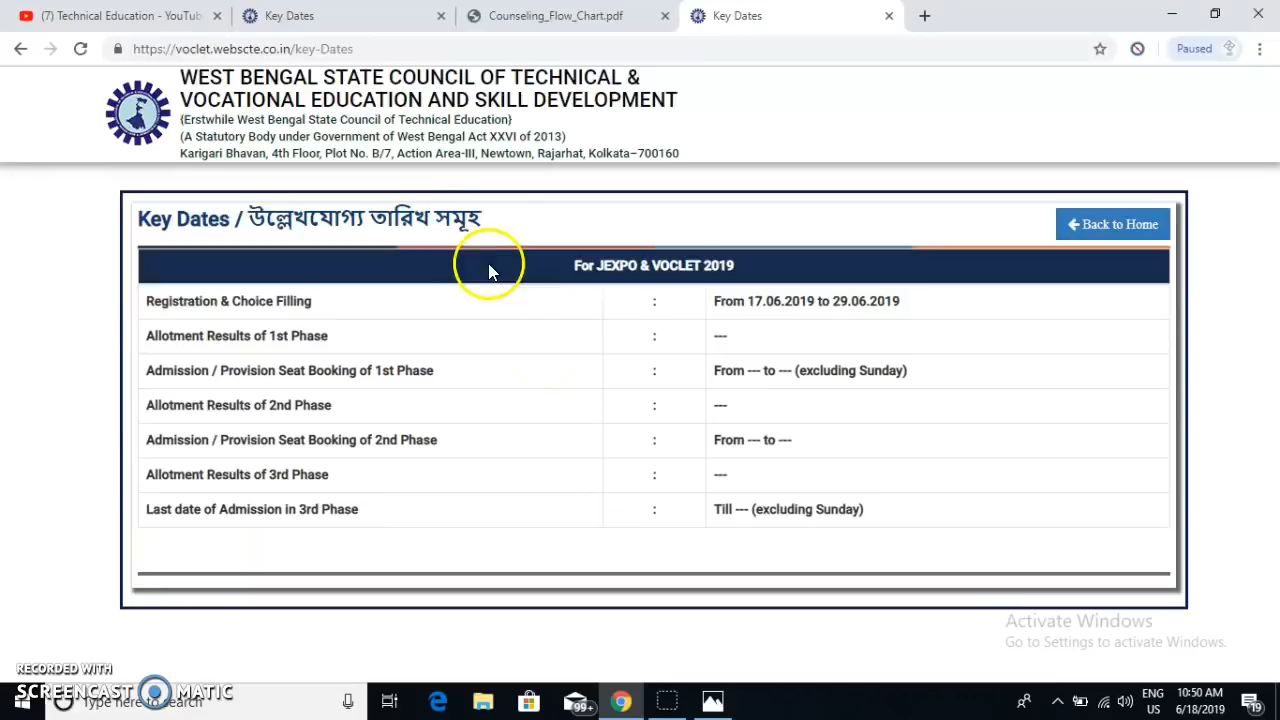 (7) Technical Education - YouTub
Key Dates
Counseling_Flow_Chart.pdf
Key Dates
https://voclet.webscte.co.in/key-Dates
Paused
WEST BENGAL STATE COUNCIL OF TECHNICAL &
VOCATIONAL EDUCATION AND SKILL DEVELOPMENT
{Erstwhile West Bengal State Council of Technical Education}
(A Statutory Body under Government of West Bengal Act XXVI of 2013)
Karigari Bhavan, 4th Floor, Plot No. B/7, Action Area-III, Newtown, Rajarhat, Kolkata–700160
Key Dates / উল্লেখযোগ্য তারিখ সমূহ
Back to Home
For JEXPO & VOCLET 2019
Registration & Choice Filling : From 17.06.2019 to 29.06.2019
Allotment Results of 1st Phase : ---
Admission / Provision Seat Booking of 1st Phase : From --- to --- (excluding Sunday)
Allotment Results of 2nd Phase : ---
Admission / Provision Seat Booking of 2nd Phase : From --- to ---
Allotment Results of 3rd Phase : ---
Last date of Admission in 3rd Phase : Till --- (excluding Sunday)
Activate Windows
Go to Settings to activate Windows.
RECORDED WITH
SCREENCAST MATIC
Type here to search
99+
ENG
US
10:50 AM
6/18/2019
19